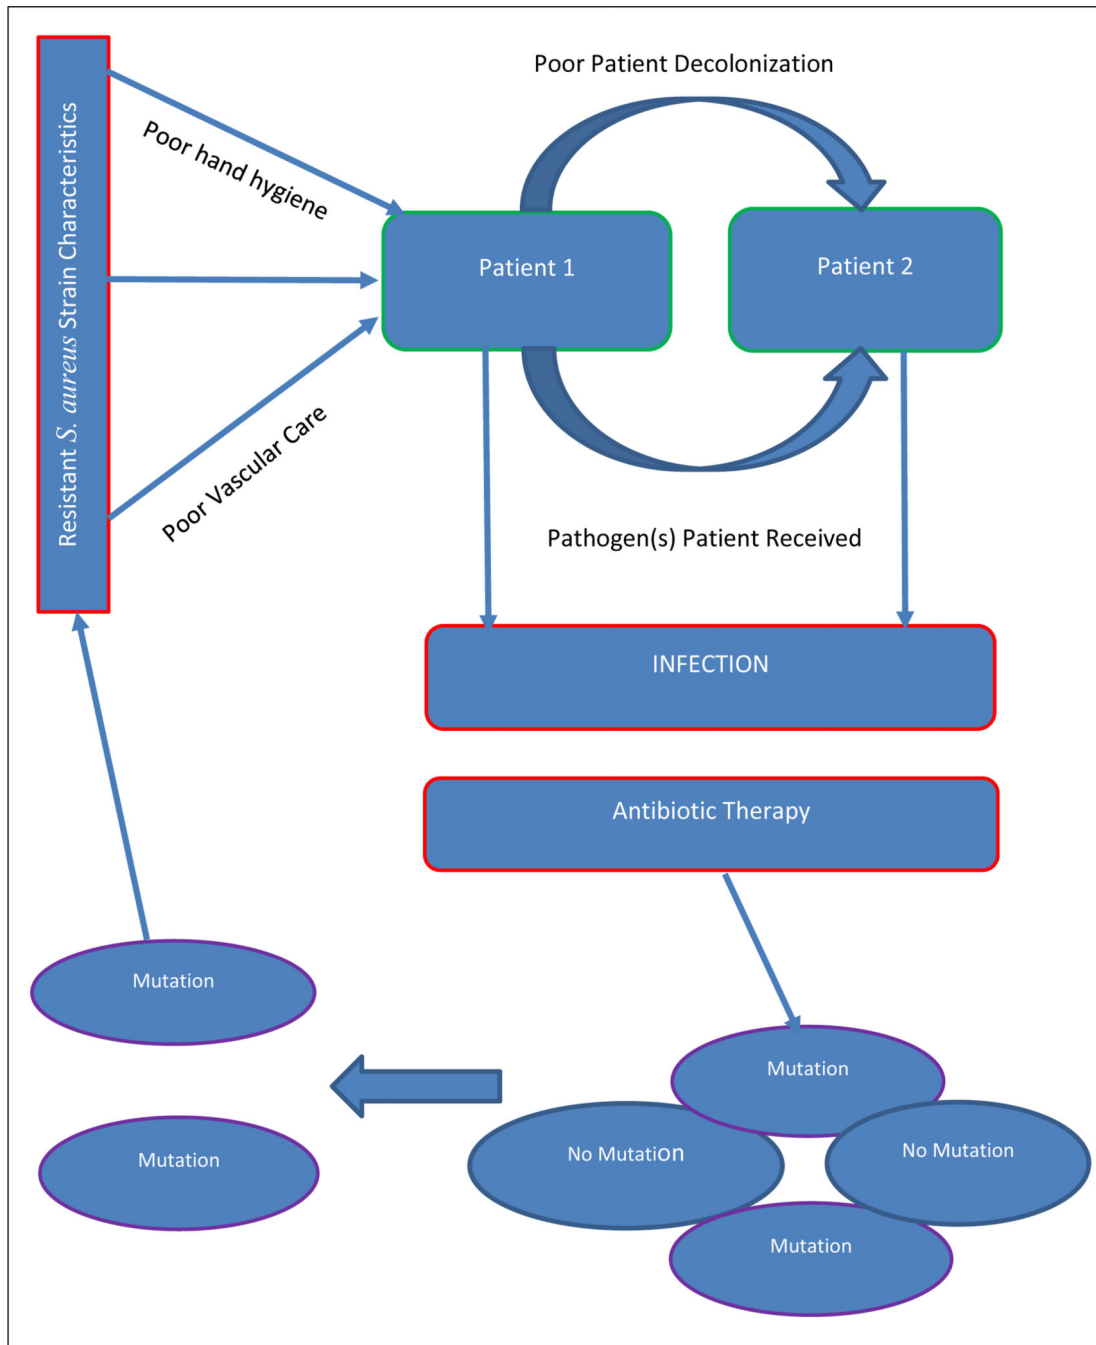 Poor Patient Decolonization
Resistant S. aureus Strain Characteristics
Poor hand hygiene
Patient 1
Patient 2
Poor Vascular Care
Pathogen(s) Patient Received
INFECTION
Antibiotic Therapy
Mutation
Mutation
No Mutation
No Mutation
Mutation
Mutation